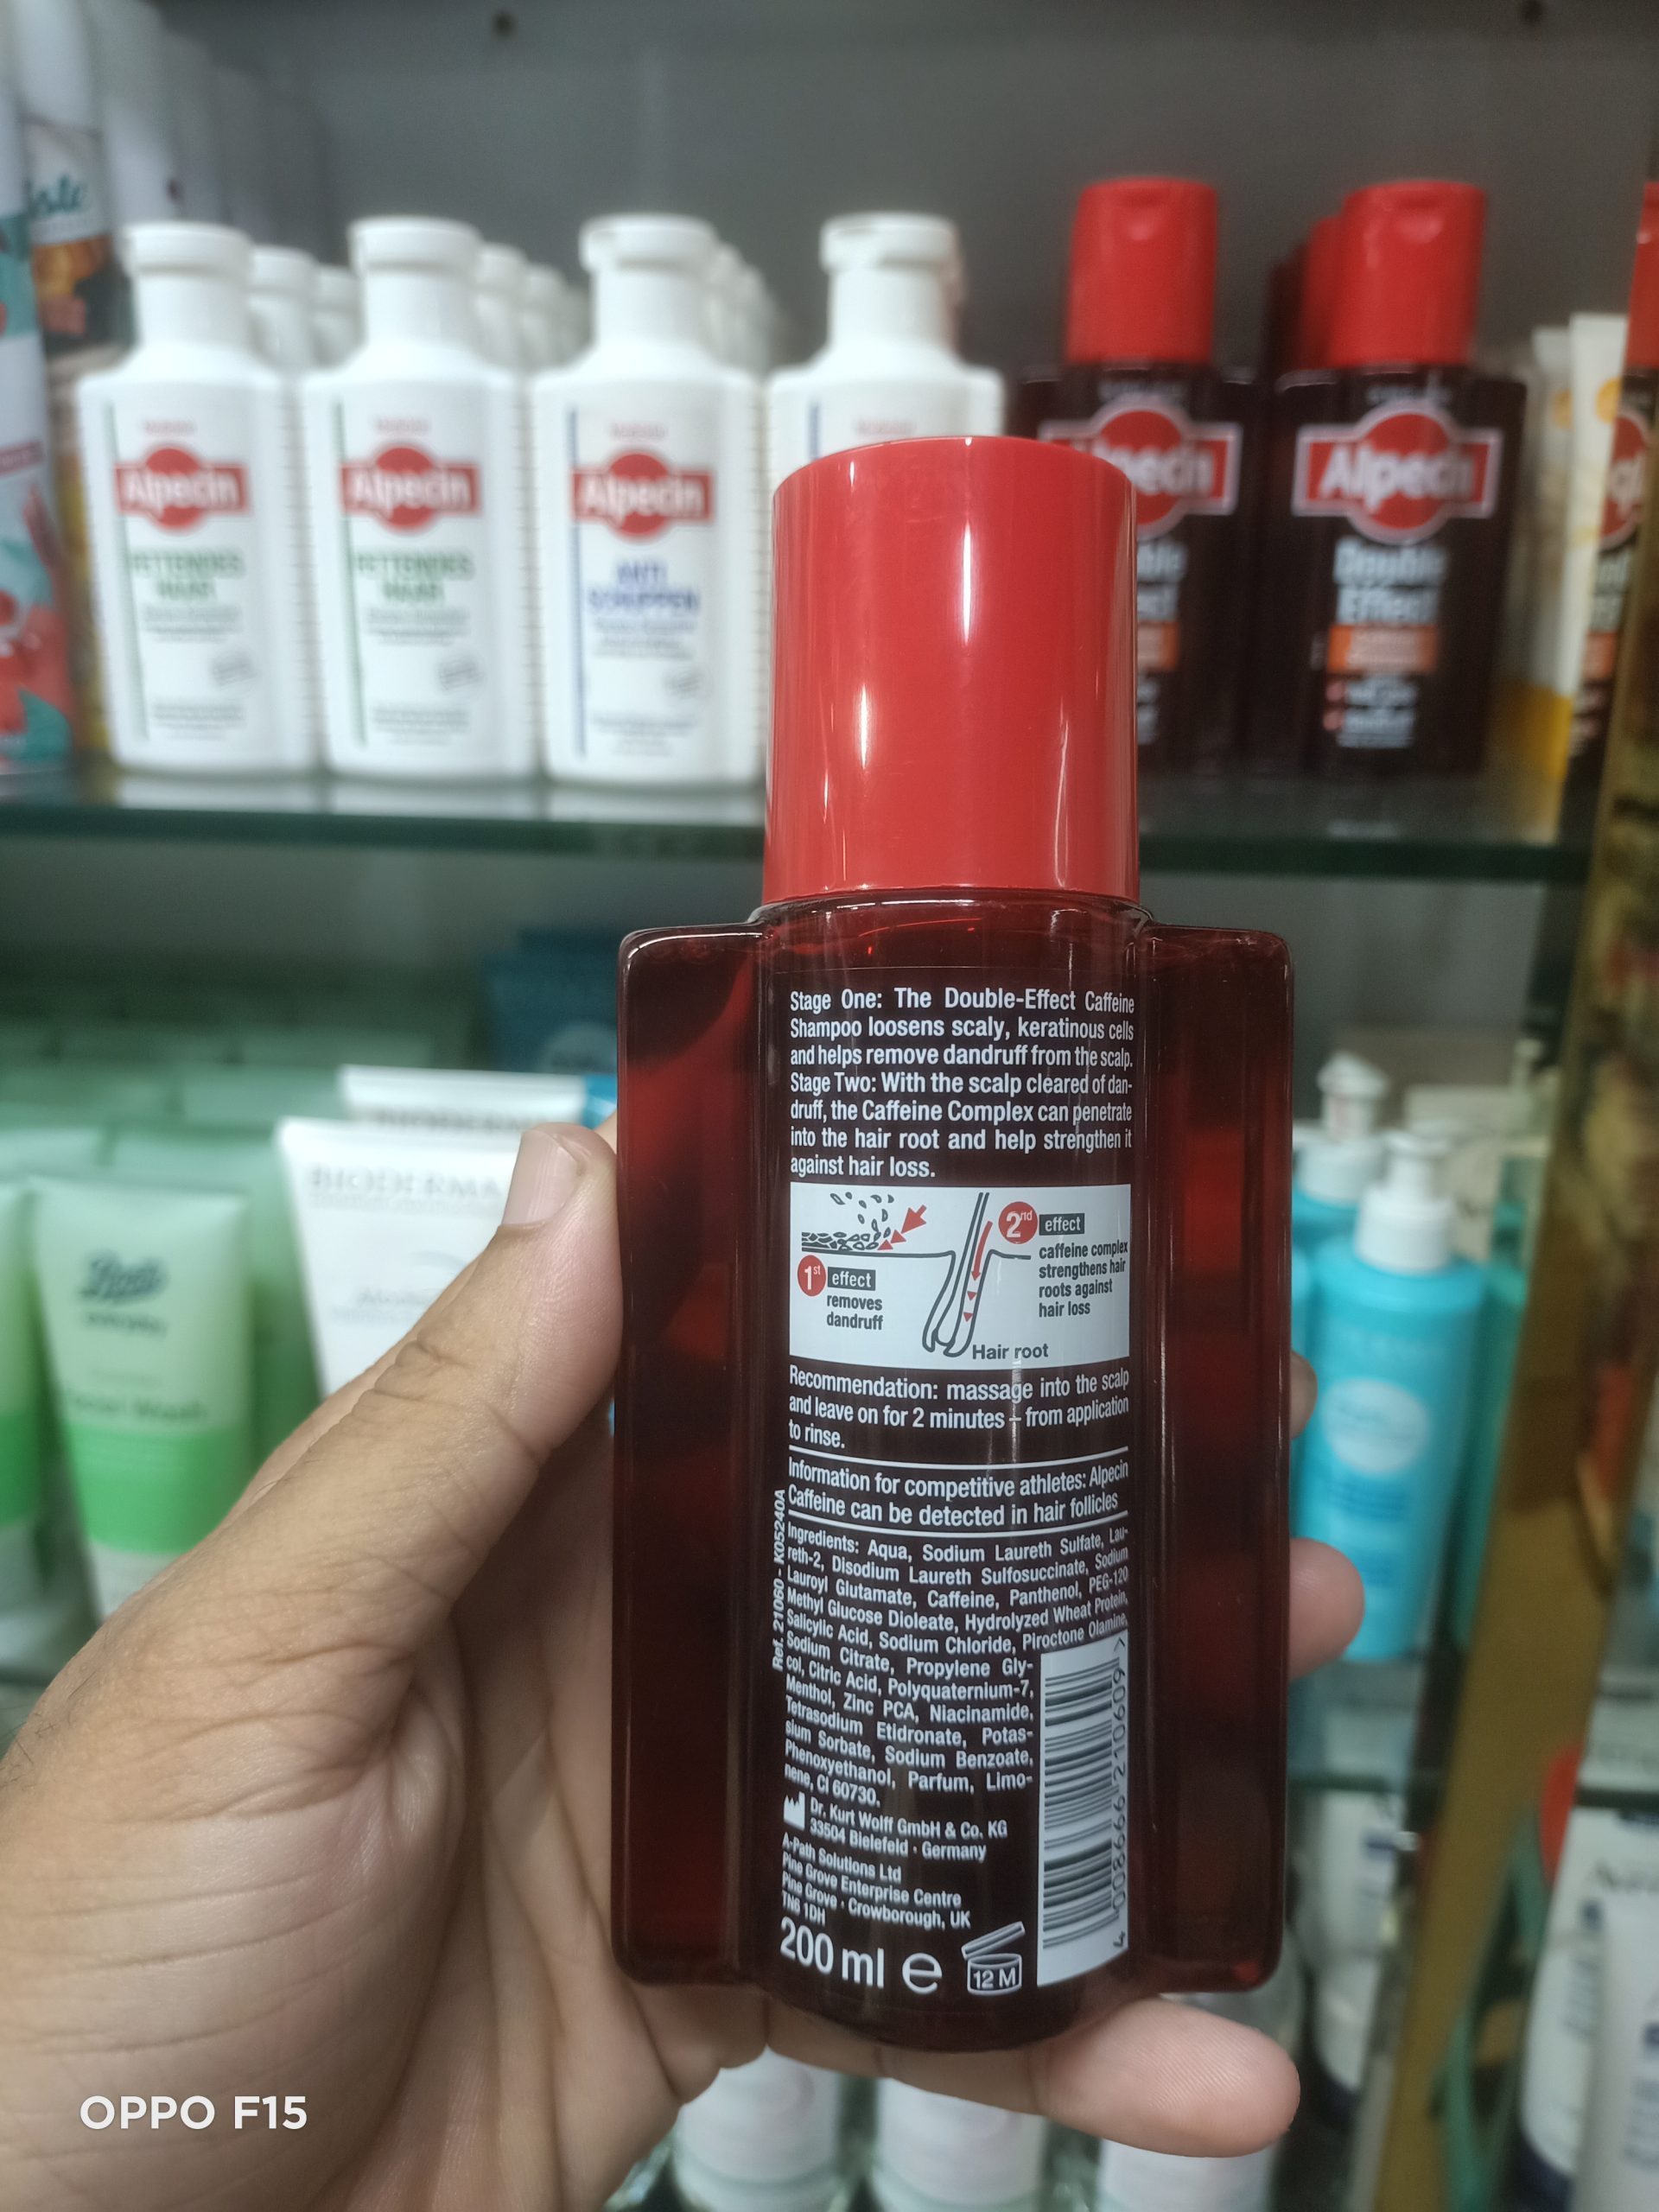 Alpecin
FETTENDES
HAAR
Alpecin
FETTENDES
HAAR
Alpecin
ANTI
SCHUPPEN
Alpecin
Double
Effect
BIODERMA
Boots
everyday
Stage One: The Double-Effect Caffeine
Shampoo loosens scaly, keratinous cells
and helps remove dandruff from the scalp.
Stage Two: With the scalp cleared of dan-
druff, the Caffeine Complex can penetrate
into the hair root and help strengthen it
against hair loss.
1st effect
removes
dandruff
2nd effect
caffeine complex
strengthens hair
roots against
hair loss
Hair root
Recommendation: massage into the scalp
and leave on for 2 minutes – from application
to rinse.
Information for competitive athletes: Alpecin
Caffeine can be detected in hair follicles
Ref. 21060 - K05240A
Ingredients: Aqua, Sodium Laureth Sulfate, Lau-
reth-2, Disodium Laureth Sulfosuccinate, Sodium
Lauroyl Glutamate, Caffeine, Panthenol, PEG-120
Methyl Glucose Dioleate, Hydrolyzed Wheat Protein,
Salicylic Acid, Sodium Chloride, Piroctone Olamine,
Sodium Citrate, Propylene Gly-
col, Citric Acid, Polyquaternium-7,
Menthol, Zinc PCA, Niacinamide,
Tetrasodium Etidronate, Potas-
sium Sorbate, Sodium Benzoate,
Phenoxyethanol, Parfum, Limo-
nene, CI 60730.
Dr. Kurt Wolff GmbH & Co. KG
33504 Bielefeld · Germany
A-Path Solutions Ltd
Pine Grove Enterprise Centre
Pine Grove · Crowborough, UK
TN6 1DH
200 ml e
12 M
4 008666 210609 >
OPPO F15